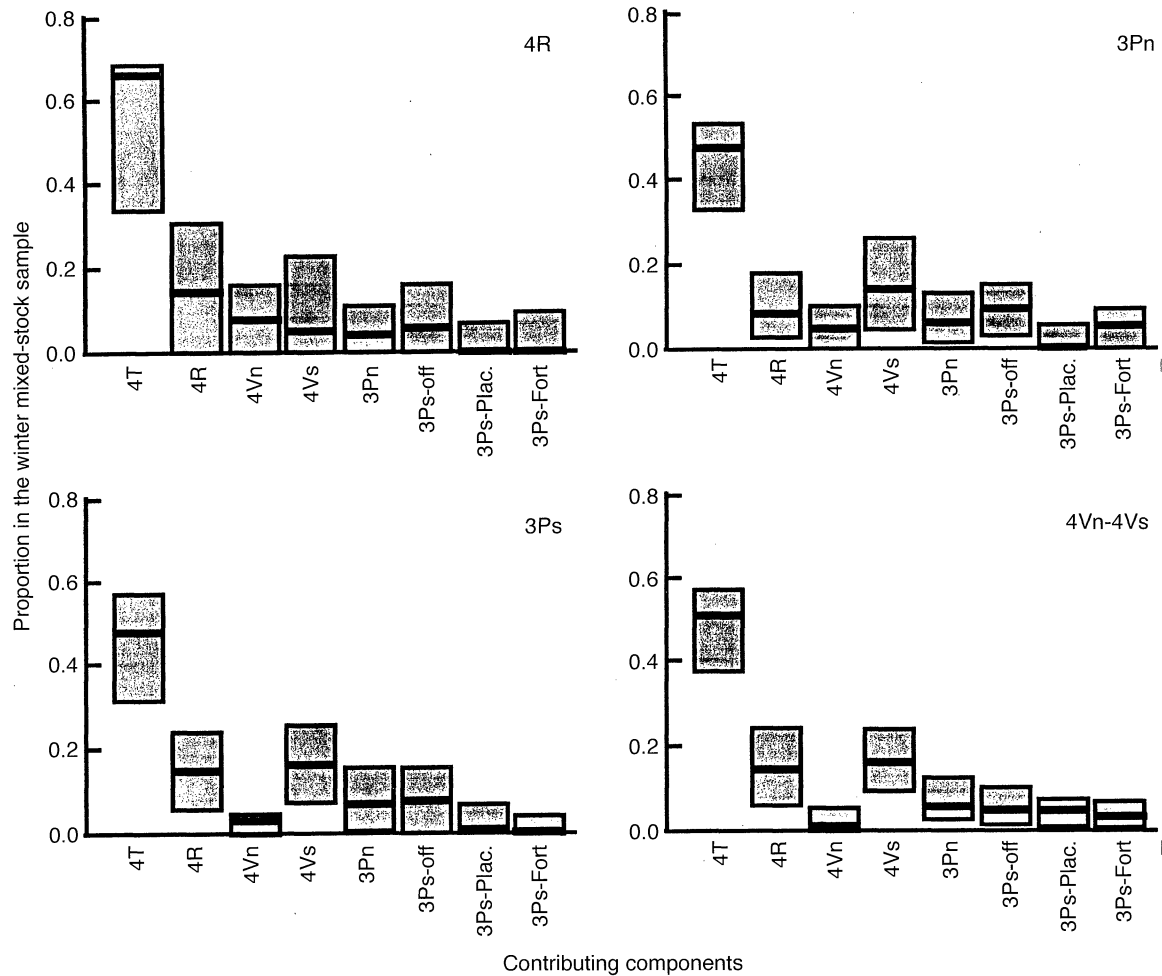 Proportion in the winter mixed-stock sample
4R
0.8
0.6
0.4
0.2
0.0
4T
4R
4Vn
4Vs
3Pn
3Ps-off
3Ps-Plac.
3Ps-Fort
3Pn
0.8
0.6
0.4
0.2
0.0
4T
4R
4Vn
4Vs
3Pn
3Ps-off
3Ps-Plac.
3Ps-Fort
3Ps
0.8
0.6
0.4
0.2
0.0
4T
4R
4Vn
4Vs
3Pn
3Ps-off
3Ps-Plac.
3Ps-Fort
4Vn-4Vs
0.8
0.6
0.4
0.2
0.0
4T
4R
4Vn
4Vs
3Pn
3Ps-off
3Ps-Plac.
3Ps-Fort
Contributing components